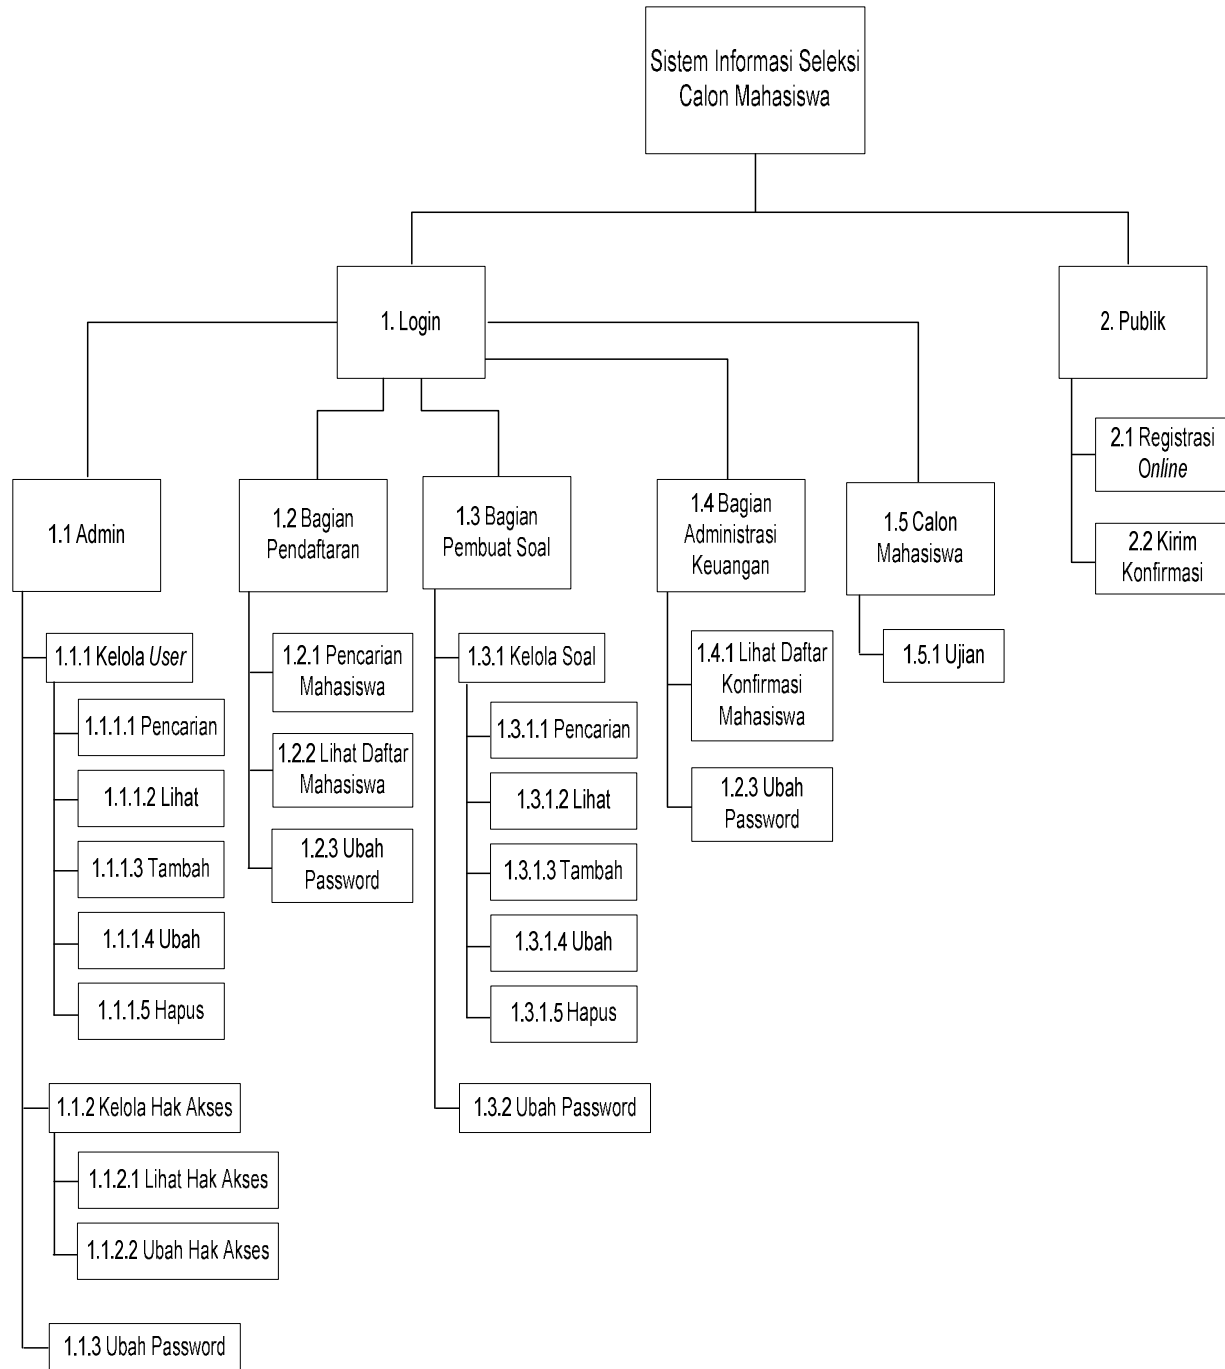 Sistem Informasi Seleksi
Calon Mahasiswa
1. Login
2. Publik
2.1 Registrasi
Online
2.2 Kirim
Konfirmasi
1.1 Admin
1.2 Bagian
Pendaftaran
1.3 Bagian
Pembuat Soal
1.4 Bagian
Administrasi
Keuangan
1.5 Calon
Mahasiswa
1.1.1 Kelola User
1.1.1.1 Pencarian
1.1.1.2 Lihat
1.1.1.3 Tambah
1.1.1.4 Ubah
1.1.1.5 Hapus
1.1.2 Kelola Hak Akses
1.1.2.1 Lihat Hak Akses
1.1.2.2 Ubah Hak Akses
1.1.3 Ubah Password
1.2.1 Pencarian
Mahasiswa
1.2.2 Lihat Daftar
Mahasiswa
1.2.3 Ubah
Password
1.3.1 Kelola Soal
1.3.1.1 Pencarian
1.3.1.2 Lihat
1.3.1.3 Tambah
1.3.1.4 Ubah
1.3.1.5 Hapus
1.3.2 Ubah Password
1.4.1 Lihat Daftar
Konfirmasi
Mahasiswa
1.2.3 Ubah
Password
1.5.1 Ujian